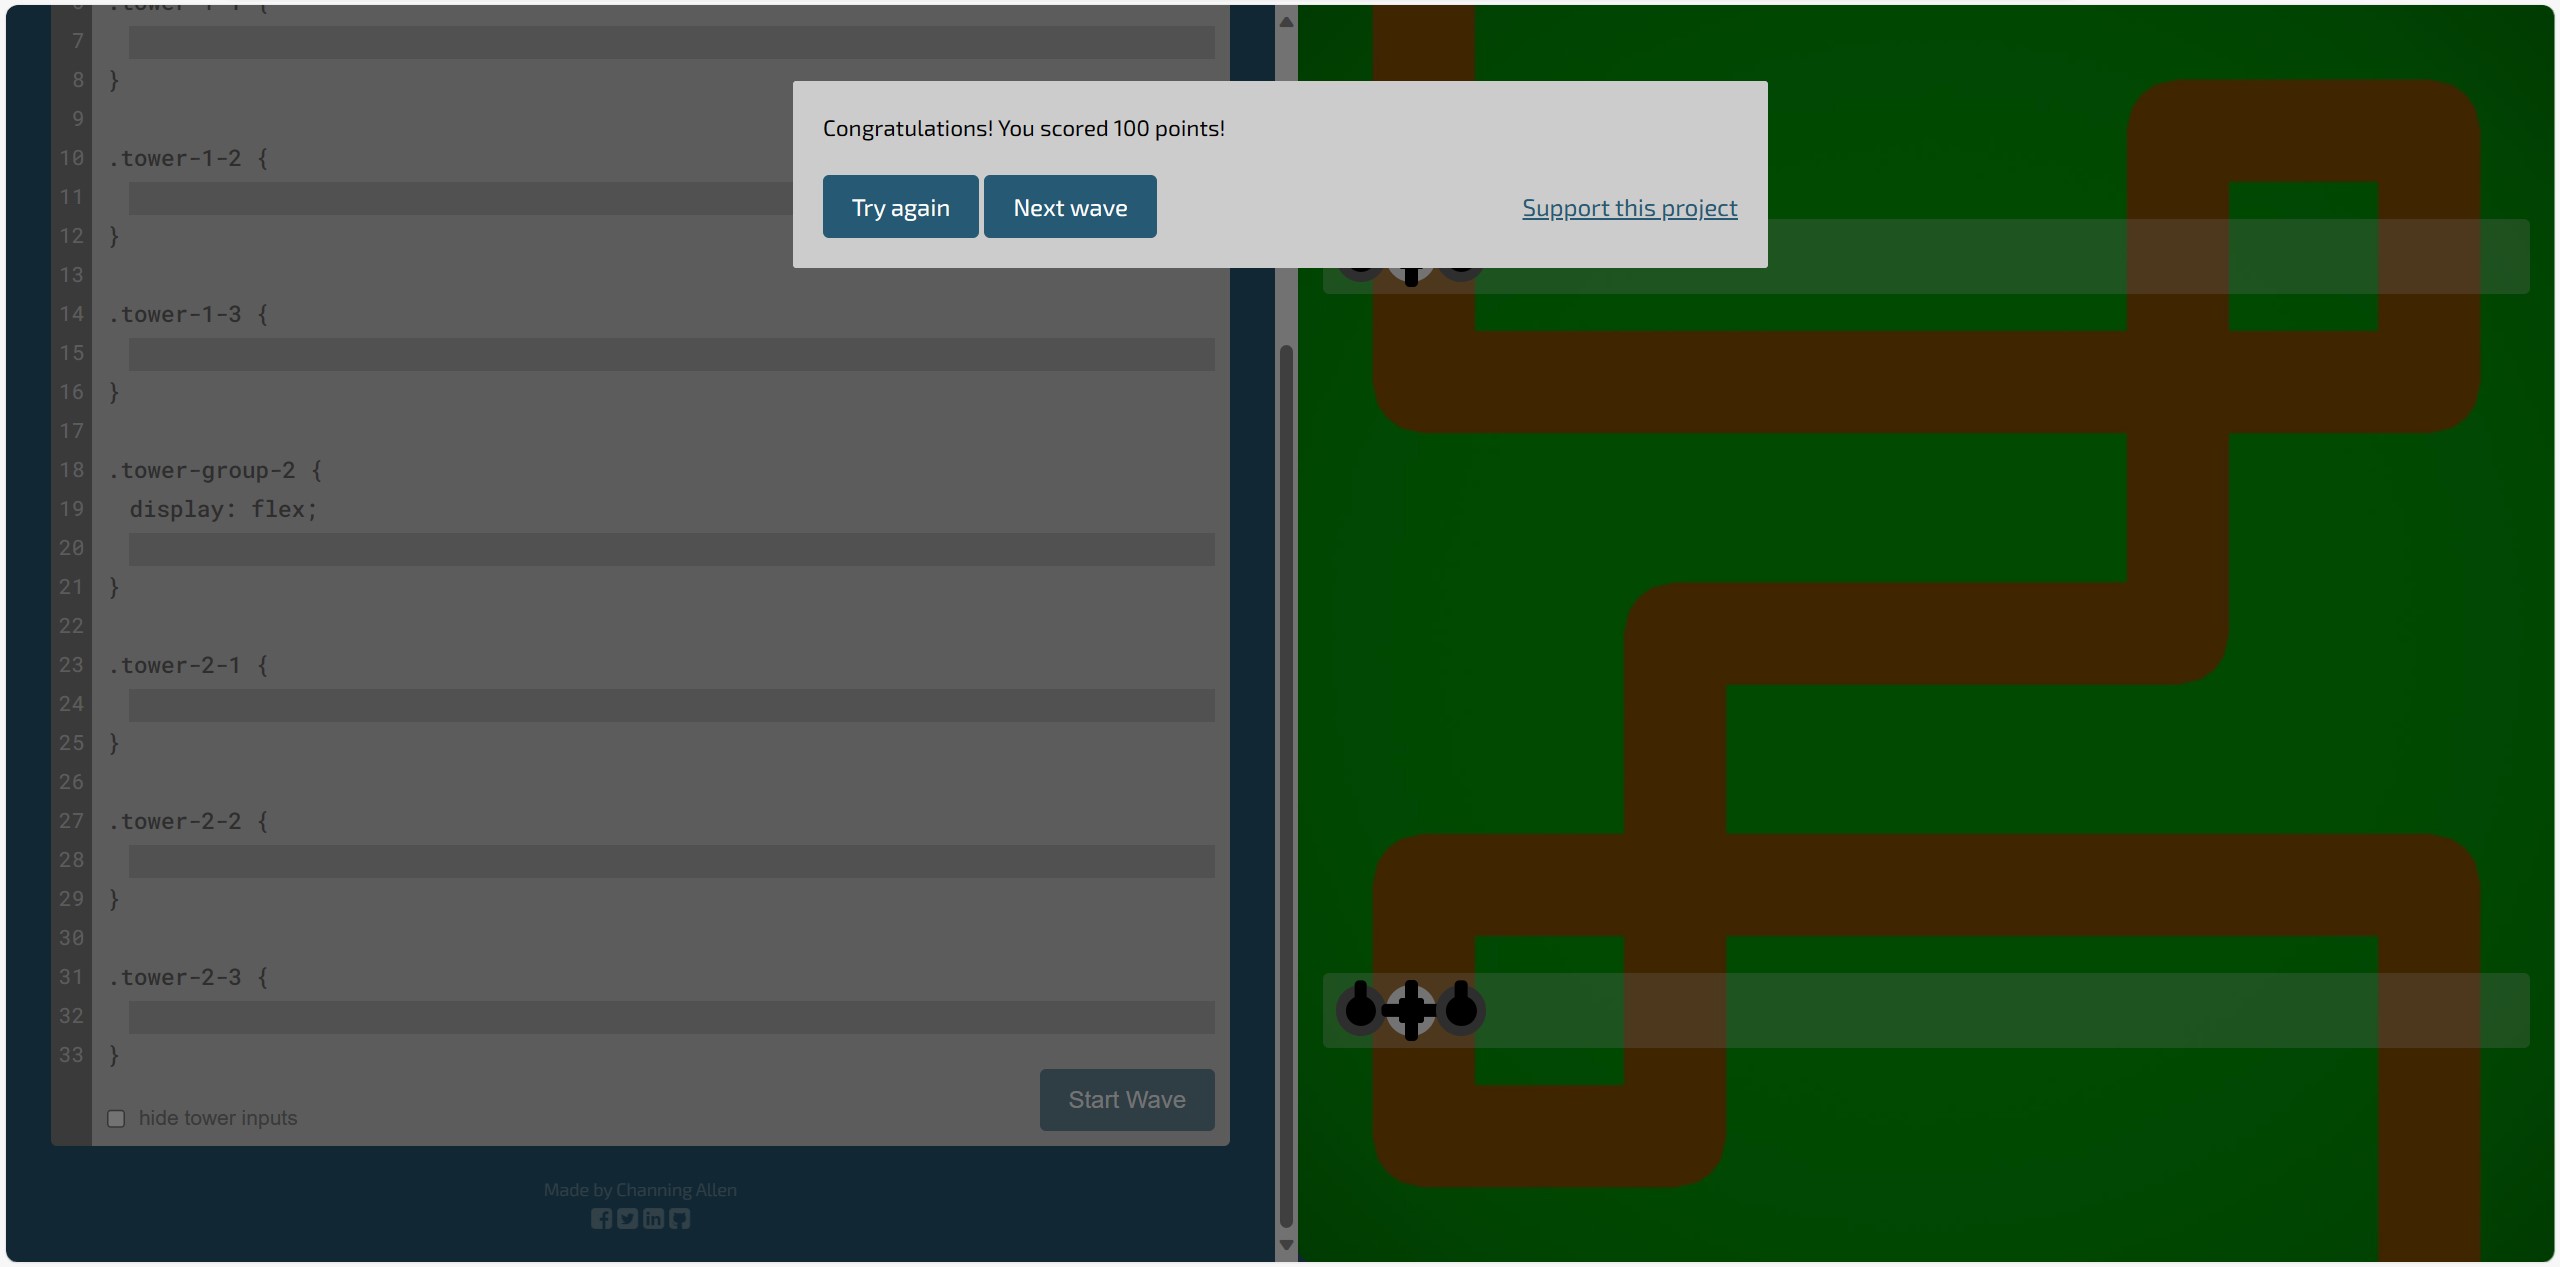 7
8 }
9
10 .tower-1-2 {
11
12 }
13
14 .tower-1-3 {
15
16 }
17
18 .tower-group-2 {
19 display: flex;
20
21 }
22
23 .tower-2-1 {
24
25 }
26
27 .tower-2-2 {
28
29 }
30
31 .tower-2-3 {
32
33 }
hide tower inputs
Start Wave
Made by Channing Allen
Congratulations! You scored 100 points!
Try again Next wave Support this project